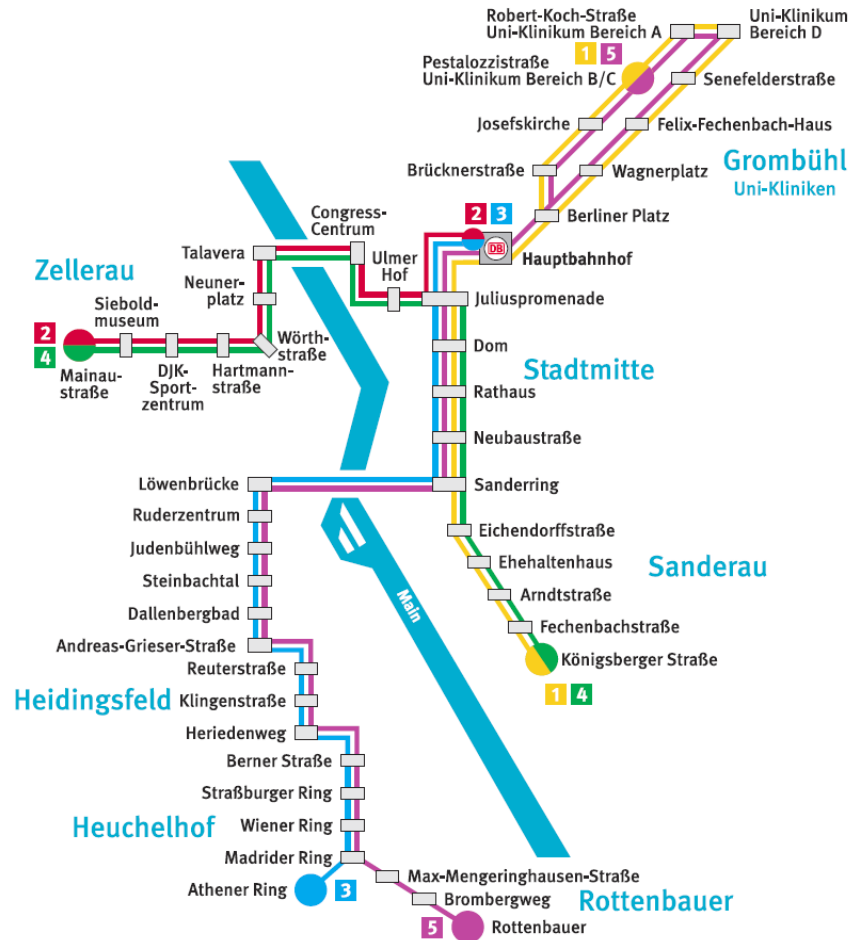 Robert-Koch-Straße
Uni-Klinikum Bereich A
Uni-Klinikum
Bereich D
1 5
Pestalozzistraße
Uni-Klinikum Bereich B/C
Senefelderstraße
Josefskirche
Felix-Fechenbach-Haus
Grombühl
Uni-Kliniken
Brücknerstraße
Wagnerplatz
Berliner Platz
2 3
DB
Hauptbahnhof
Congress-
Centrum
Ulmer
Hof
Talavera
Zellerau
Neuner-
platz
Juliuspromenade
Siebold-
museum
Wörth-
straße
2
4
Mainau-
straße
DJK-
Sport-
zentrum
Hartmann-
straße
Dom
Stadtmitte
Rathaus
Neubaustraße
Löwenbrücke
Sanderring
Ruderzentrum
Eichendorffstraße
Judenbühlweg
Ehehaltenhaus
Sanderau
Steinbachtal
Arndtstraße
Main
Dallenbergbad
Fechenbachstraße
Andreas-Grieser-Straße
Königsberger Straße
1 4
Reuterstraße
Heidingsfeld
Klingenstraße
Heriedenweg
Berner Straße
Straßburger Ring
Heuchelhof
Wiener Ring
Madrider Ring
Athener Ring
3
Max-Mengeringhausen-Straße
Brombergweg
Rottenbauer
5
Rottenbauer